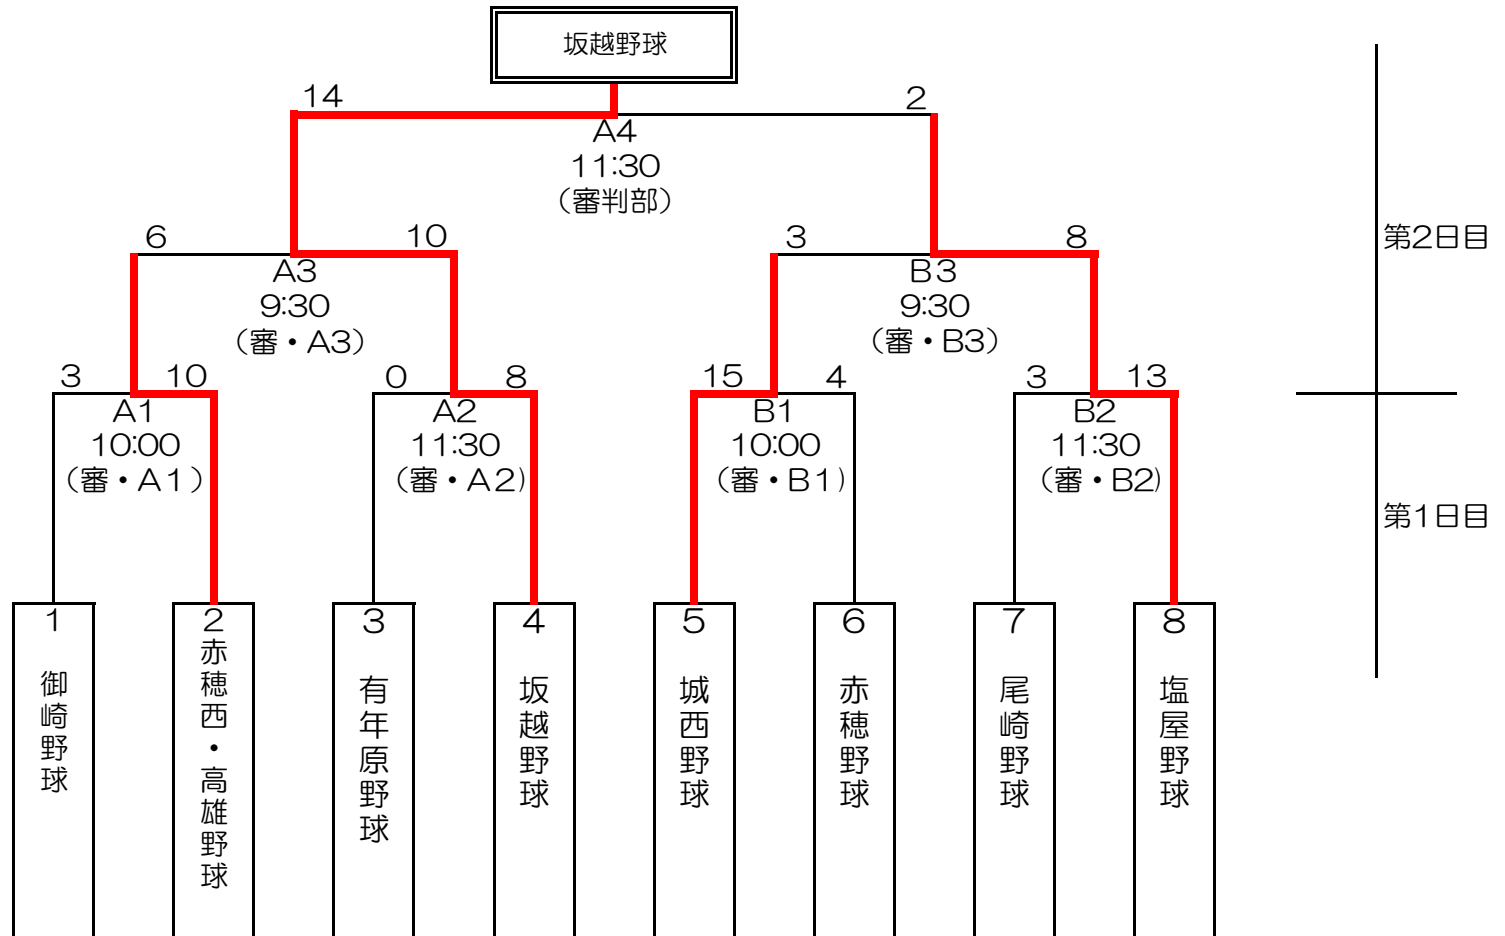 坂越野球
14
2
A4
11:30
（審判部）
6
10
3
8
第2日目
A3
9:30
（審・A3）
B3
9:30
（審・B3）
3
10
0
8
15
4
3
13
A1
10:00
（審・A1）
A2
11:30
（審・A2)
B1
10:00
（審・B1)
B2
11:30
（審・B2)
第1日目
1
御崎野球
2
赤穂西・高雄野球
3
有年原野球
4
坂越野球
5
城西野球
6
赤穂野球
7
尾崎野球
8
塩屋野球